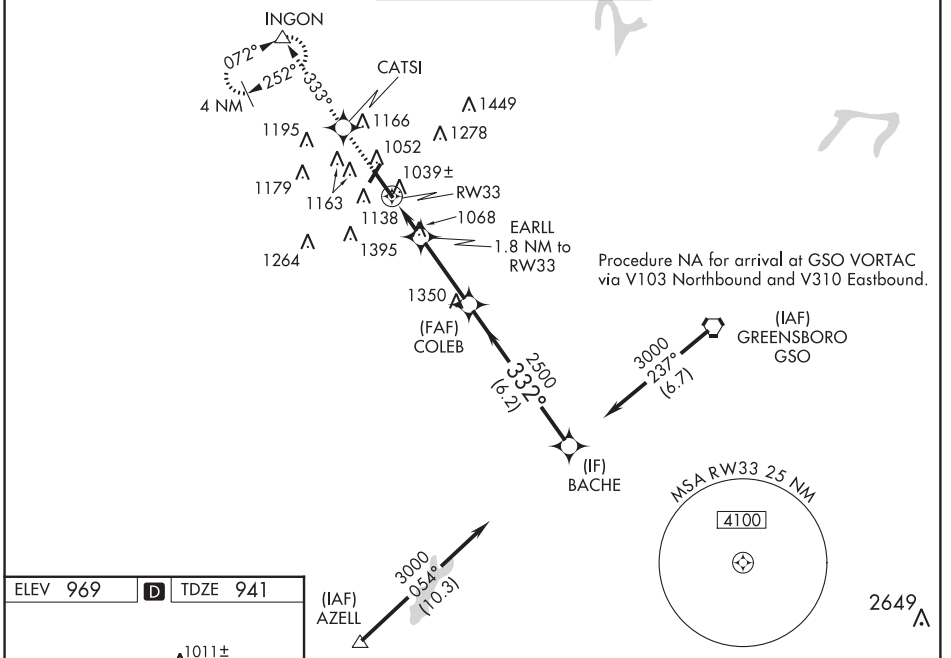 INGON
072°
252°
333°
4 NM
CATSI
1449
1166
1278
1195
1052
1039±
1179
1163
RW33
1138
1068
EARLL
1.8 NM to
RW33
1264
1395
Procedure NA for arrival at GSO VORTAC
via V103 Northbound and V310 Eastbound.
1350
(FAF)
COLEB
(IAF)
GREENSBORO
GSO
3000
237°
(6.7)
2500
332°
(6.2)
(IF)
BACHE
MSA RW33 25 NM
4100
3000
054°
(10.3)
(IAF)
AZELL
2649
ELEV 969 D TDZE 941
1011±